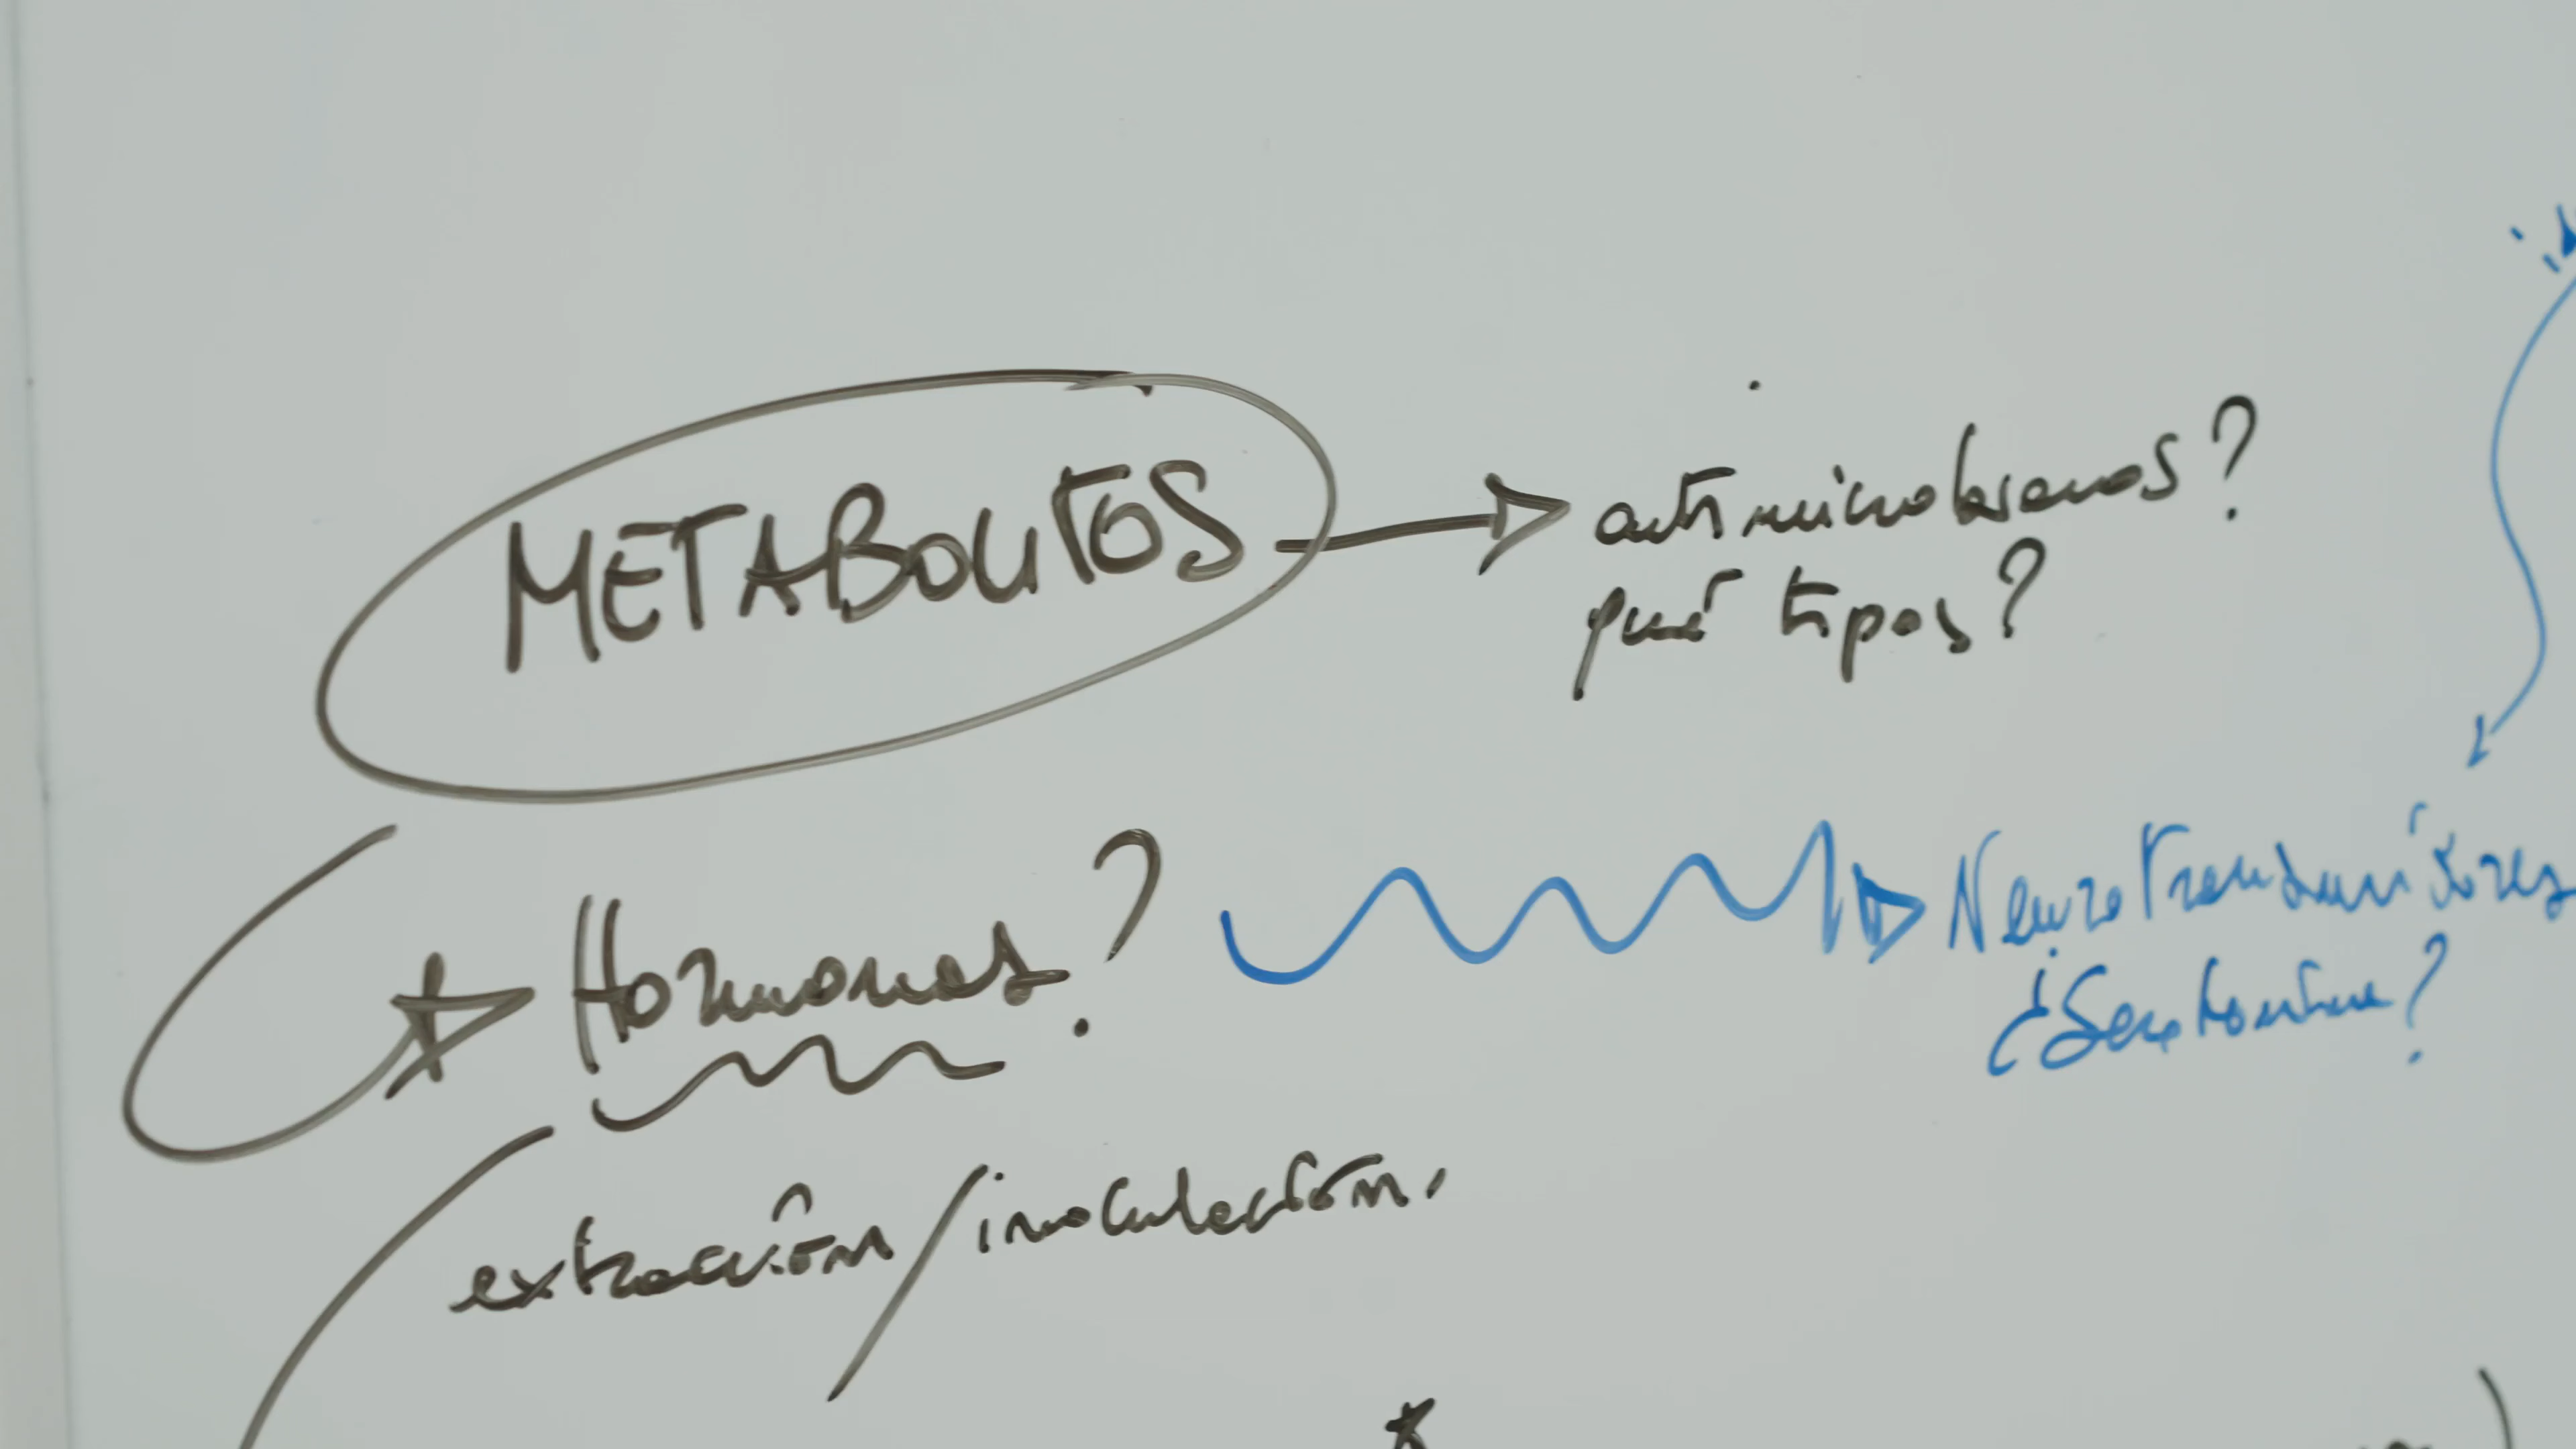 METABOLITOS
antimicrobianos?
qué tipos?
Hormonas?
Neurotransmisores
¿Serotonina?
extracción/inoculación.